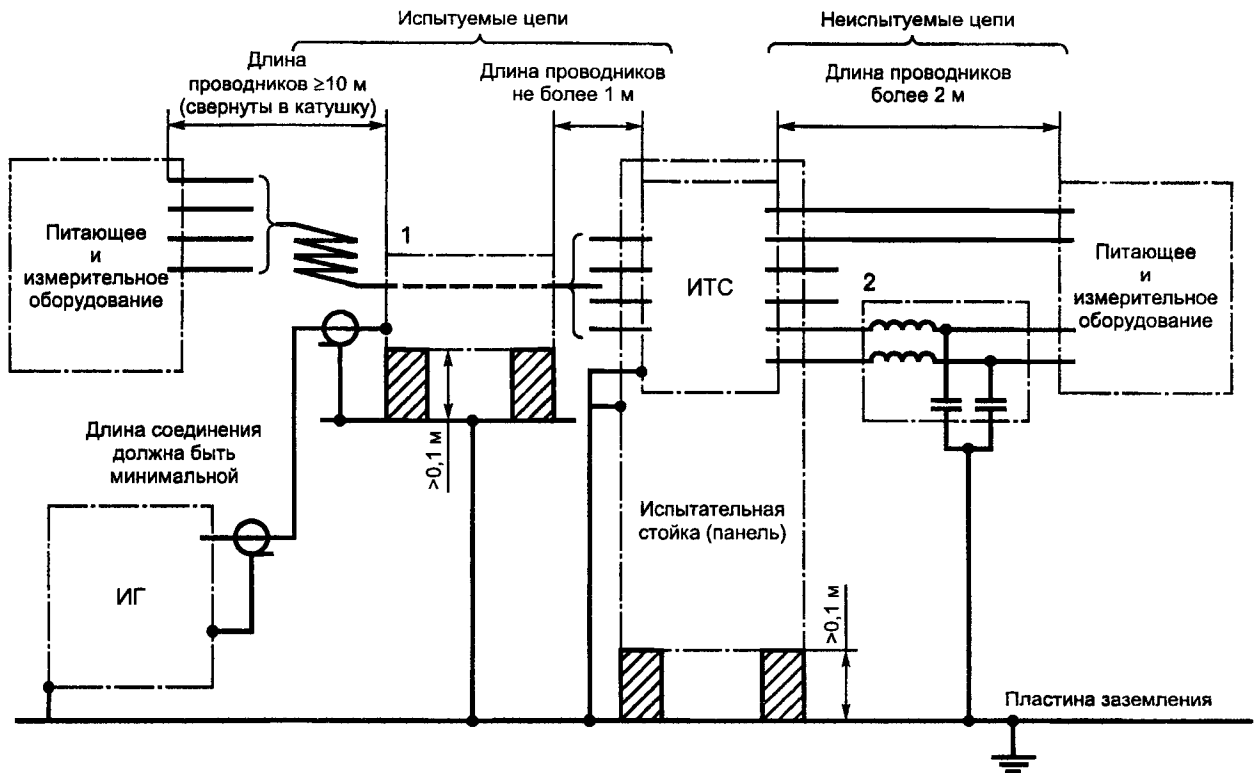 Испытуемые цепи
Неиспытуемые цепи
Длина
проводников ≥10 м
(свернуты в катушку)
Длина проводников
не более 1 м
Длина проводников
более 2 м
Питающее
и
измерительное
оборудование
1
ИТС
2
Питающее
и
измерительное
оборудование
Длина соединения
должна быть
минимальной
>0,1 м
Испытательная
стойка (панель)
ИГ
>0,1 м
Пластина заземления